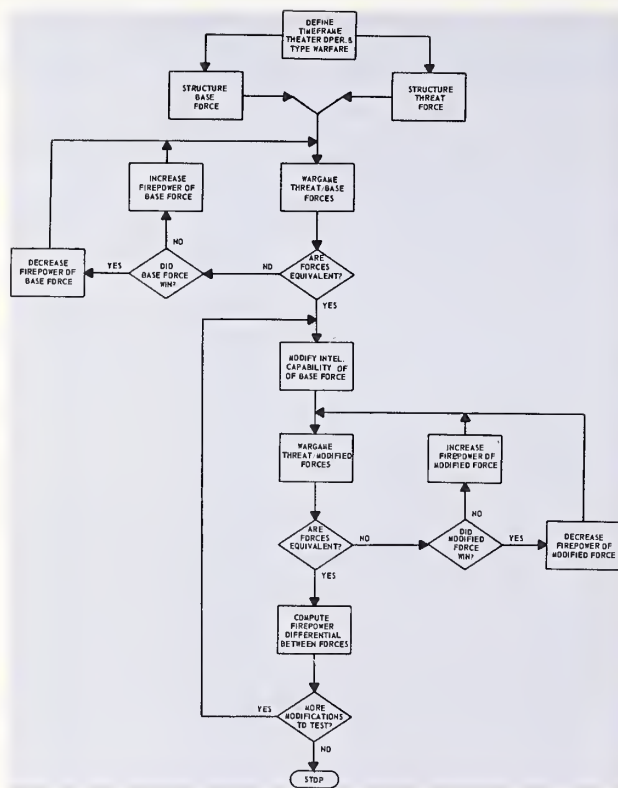 DEFINE
TIMEFRAME
THEATER OPER. &
TYPE WARFARE
STRUCTURE
BASE
FORCE
STRUCTURE
THREAT
FORCE
INCREASE
FIREPOWER OF
BASE FORCE
WARGAME
THREAT/BASE
FORCES
DECREASE
FIREPOWER OF
BASE FORCE
YES
NO
DID
BASE FORCE
WIN?
NO
ARE
FORCES
EQUIVALENT?
YES
MODIFY INTEL.
CAPABILITY OF
OF BASE FORCE
WARGAME
THREAT/MODIFIED
FORCES
INCREASE
FIREPOWER OF
MODIFIED FORCE
NO
ARE
FORCES
EQUIVALENT?
NO
DID
MODIFIED
FORCE
WIN?
YES
DECREASE
FIREPOWER OF
MODIFIED FORCE
YES
COMPUTE
FIREPOWER
DIFFERENTIAL
BETWEEN FORCES
YES
MORE
MODIFICATIONS
TO TEST?
NO
STOP